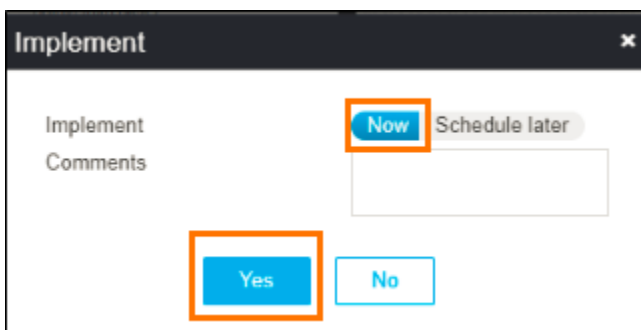 Implement ×
Implement Now Schedule later
Comments
Yes No